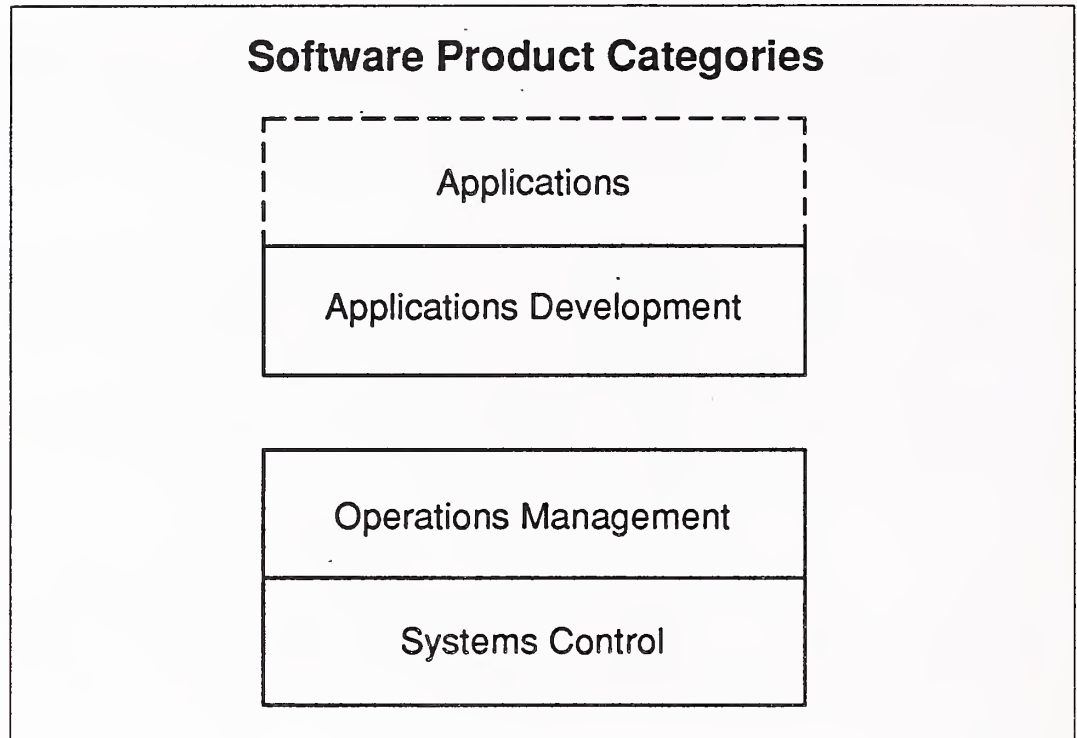 Software Product Categories
Applications
Applications Development
Operations Management
Systems Control